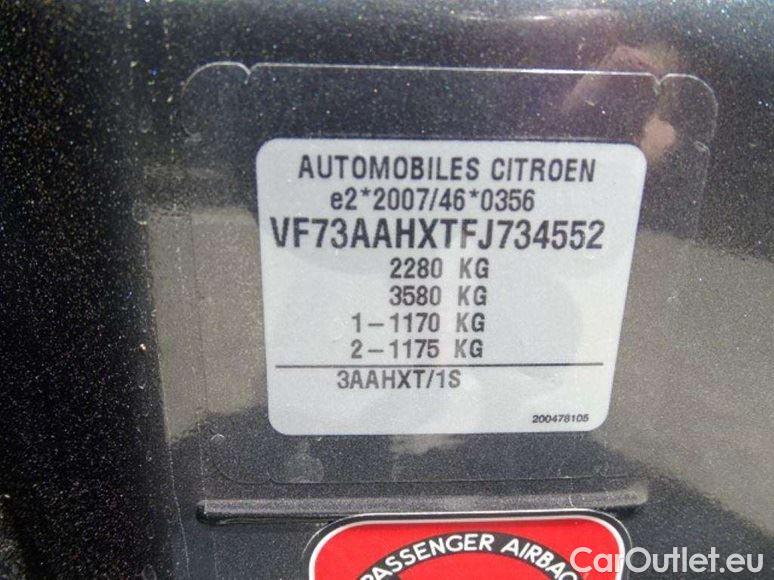 AUTOMOBILES CITROEN
e2*2007/46*0356
VF73AAHXTFJ734552
2280 KG
3580 KG
1-1170 KG
2-1175 KG
3AAHXT/1S
200478105
PASSENGER AIRBAG
CarOutlet.eu